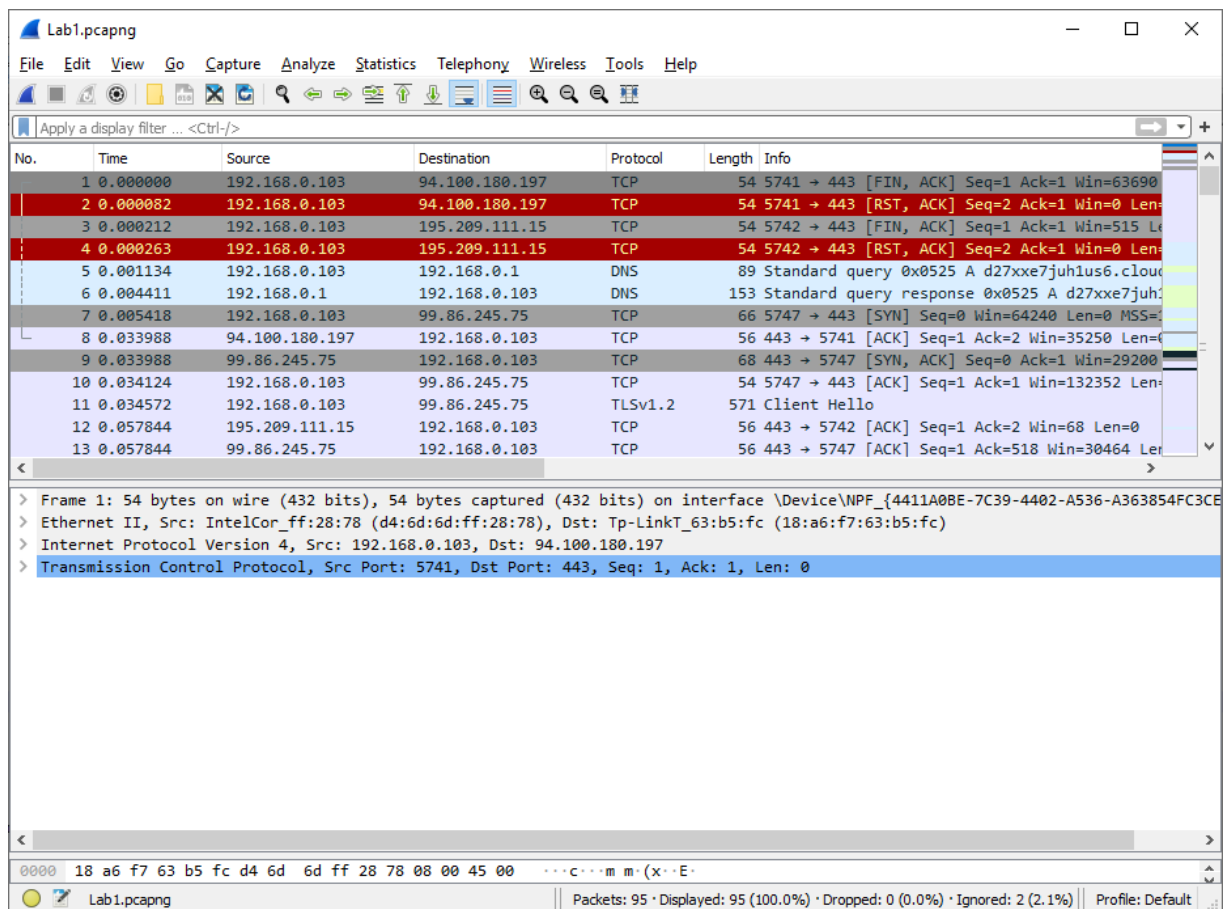 Lab1.pcapng
File Edit View Go Capture Analyze Statistics Telephony Wireless Tools Help
Apply a display filter ... <Ctrl-/>
No. Time Source Destination Protocol Length Info
1 0.000000 192.168.0.103 94.100.180.197 TCP 54 5741 → 443 [FIN, ACK] Seq=1 Ack=1 Win=63690
2 0.000082 192.168.0.103 94.100.180.197 TCP 54 5741 → 443 [RST, ACK] Seq=2 Ack=1 Win=0 Len=
3 0.000212 192.168.0.103 195.209.111.15 TCP 54 5742 → 443 [FIN, ACK] Seq=1 Ack=1 Win=515 Le
4 0.000263 192.168.0.103 195.209.111.15 TCP 54 5742 → 443 [RST, ACK] Seq=2 Ack=1 Win=0 Len=
5 0.001134 192.168.0.103 192.168.0.1 DNS 89 Standard query 0x0525 A d27xxe7juh1us6.clou
6 0.004411 192.168.0.1 192.168.0.103 DNS 153 Standard query response 0x0525 A d27xxe7juh
7 0.005418 192.168.0.103 99.86.245.75 TCP 66 5747 → 443 [SYN] Seq=0 Win=64240 Len=0 MSS=
8 0.033988 94.100.180.197 192.168.0.103 TCP 56 443 → 5741 [ACK] Seq=1 Ack=2 Win=35250 Len=
9 0.033988 99.86.245.75 192.168.0.103 TCP 68 443 → 5747 [SYN, ACK] Seq=0 Ack=1 Win=29200
10 0.034124 192.168.0.103 99.86.245.75 TCP 54 5747 → 443 [ACK] Seq=1 Ack=1 Win=132352 Len=
11 0.034572 192.168.0.103 99.86.245.75 TLSv1.2 571 Client Hello
12 0.057844 195.209.111.15 192.168.0.103 TCP 56 443 → 5742 [ACK] Seq=1 Ack=2 Win=68 Len=0
13 0.057844 99.86.245.75 192.168.0.103 TCP 56 443 → 5747 [ACK] Seq=1 Ack=518 Win=30464 Ler
Frame 1: 54 bytes on wire (432 bits), 54 bytes captured (432 bits) on interface \Device\NPF_{4411A0BE-7C39-4402-A536-A363854FC3CE
Ethernet II, Src: IntelCor_ff:28:78 (d4:6d:6d:ff:28:78), Dst: Tp-LinkT_63:b5:fc (18:a6:f7:63:b5:fc)
Internet Protocol Version 4, Src: 192.168.0.103, Dst: 94.100.180.197
Transmission Control Protocol, Src Port: 5741, Dst Port: 443, Seq: 1, Ack: 1, Len: 0
0000 18 a6 f7 63 b5 fc d4 6d 6d ff 28 78 08 00 45 00 ···c···m m·(x··E·
Lab1.pcapng Packets: 95 · Displayed: 95 (100.0%) · Dropped: 0 (0.0%) · Ignored: 2 (2.1%) Profile: Default